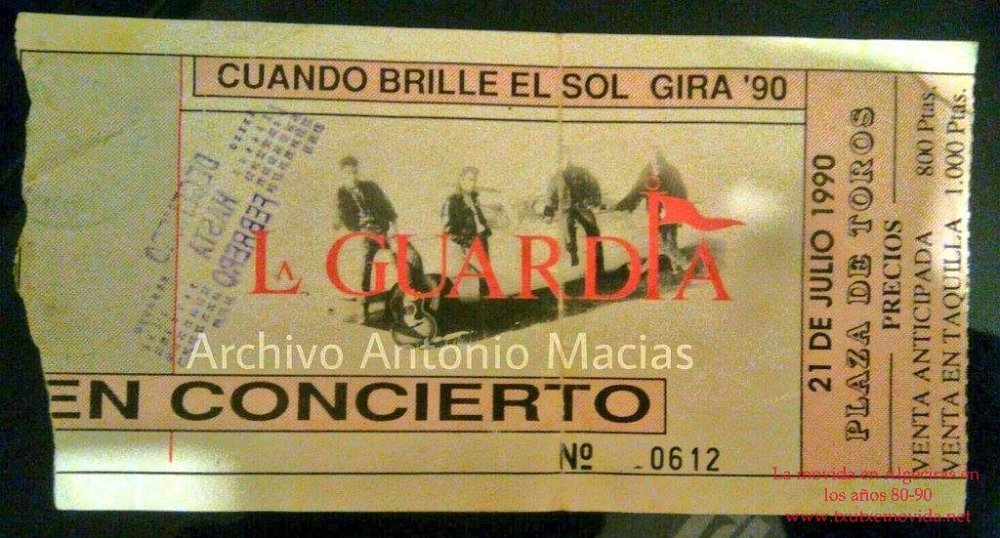 CUANDO BRILLE EL SOL GIRA '90
LA GUARDIA
Archivo Antonio Macias
EN CONCIERTO
Nº 0612
21 DE JULIO 1990
PLAZA DE TOROS
PRECIOS
VENTA ANTICIPADA 800 Ptas.
VENTA EN TAQUILLA 1.000 Ptas.
FEBRERO
La movida en Algeciras en
los años 80-90
www.txutxemovida.net